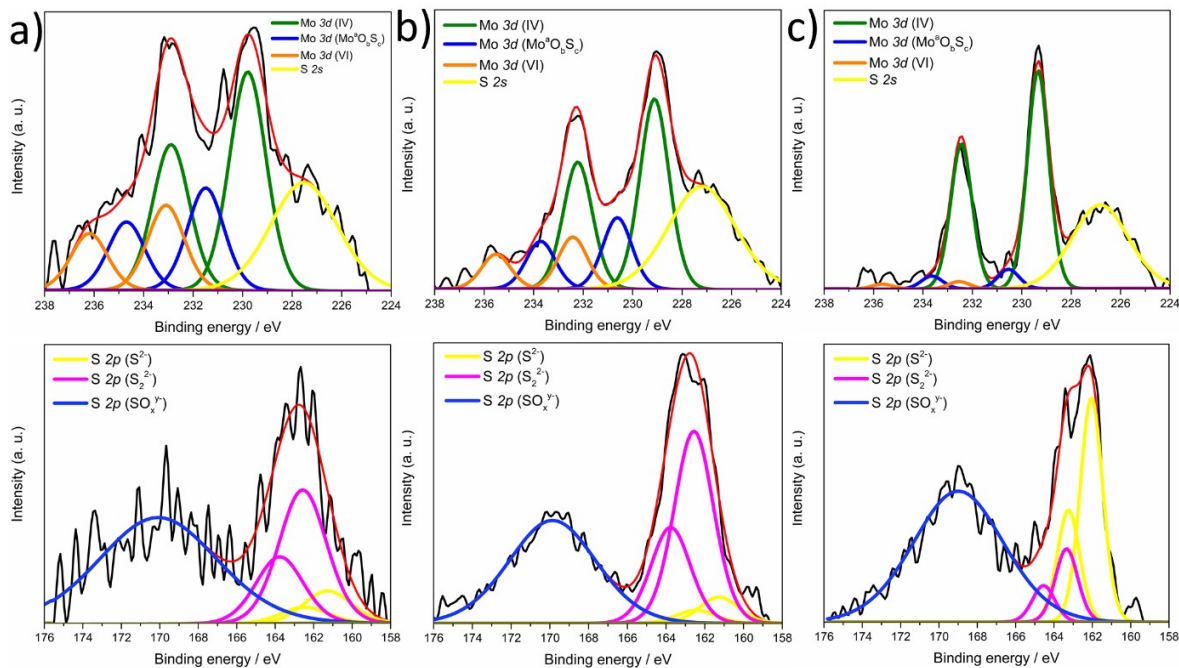 a)
Mo 3d (IV)
Mo 3d (MoᵃO_bS_c)
Mo 3d (VI)
S 2s
Intensity (a. u.)
238 236 234 232 230 228 226 224
Binding energy / eV
b)
Mo 3d (IV)
Mo 3d (MoᵃO_bS_c)
Mo 3d (VI)
S 2s
Intensity (a. u.)
238 236 234 232 230 228 226 224
Binding energy / eV
c)
Mo 3d (IV)
Mo 3d (MoᵃO_bS_c)
Mo 3d (VI)
S 2s
Intensity (a. u.)
238 236 234 232 230 228 226 224
Binding energy / eV
S 2p (S²⁻)
S 2p (S₂²⁻)
S 2p (SOₓʸ⁻)
Intensity (a. u.)
176 174 172 170 168 166 164 162 160 158
Binding energy / eV
S 2p (S²⁻)
S 2p (S₂²⁻)
S 2p (SOₓʸ⁻)
Intensity (a. u.)
176 174 172 170 168 166 164 162 160 158
Binding energy / eV
S 2p (S²⁻)
S 2p (S₂²⁻)
S 2p (SOₓʸ⁻)
Intensity (a. u.)
176 174 172 170 168 166 164 162 160 158
Binding energy / eV